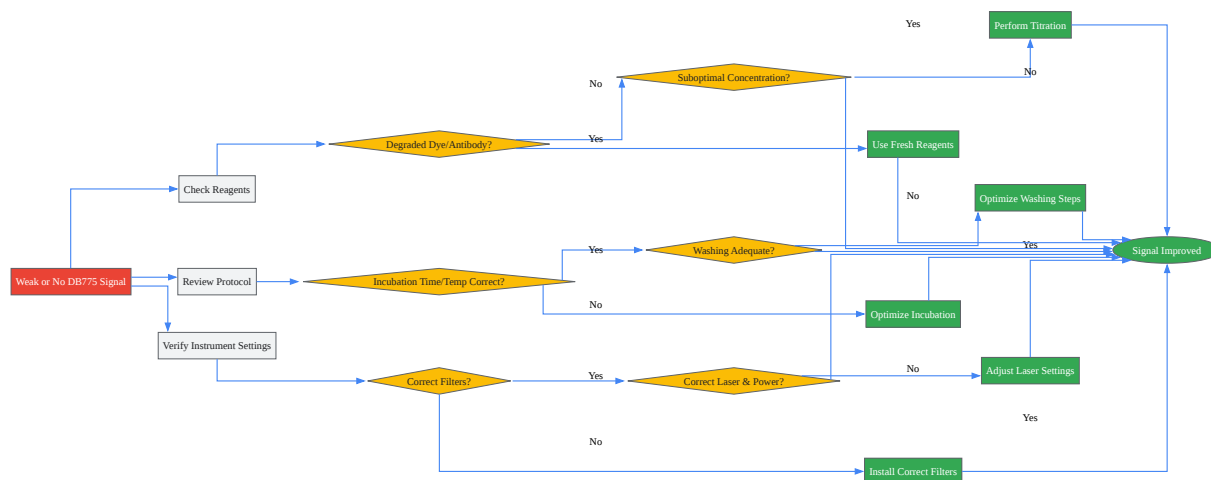 Yes
Perform Titration
No
Suboptimal Concentration?
No
Yes
Degraded Dye/Antibody?
Use Fresh Reagents
Check Reagents
No
Optimize Washing Steps
Yes
Washing Adequate?
Yes
Signal Improved
Weak or No DB775 Signal
Review Protocol
Incubation Time/Temp Correct?
No
Optimize Incubation
Verify Instrument Settings
Correct Filters?
Yes
Correct Laser & Power?
No
Adjust Laser Settings
Yes
No
Install Correct Filters